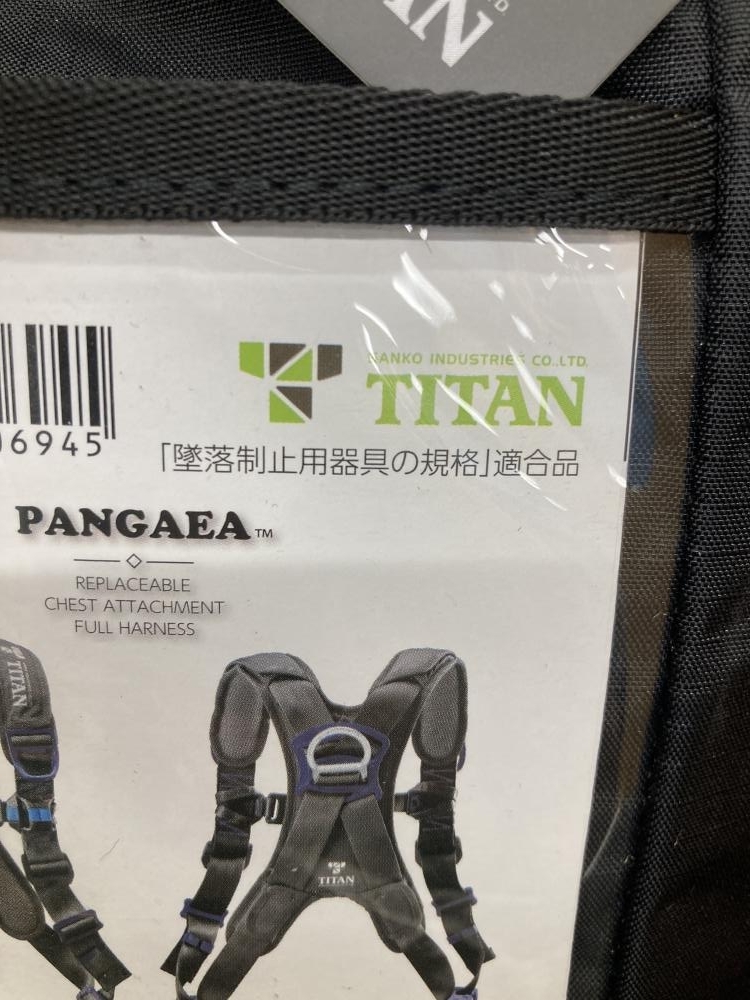 SANKO INDUSTRIES CO.,LTD.
TITAN
6945
「墜落制止用器具の規格」適合品
PANGAEA™
REPLACEABLE
CHEST ATTACHMENT
FULL HARNESS
TITAN
TITAN